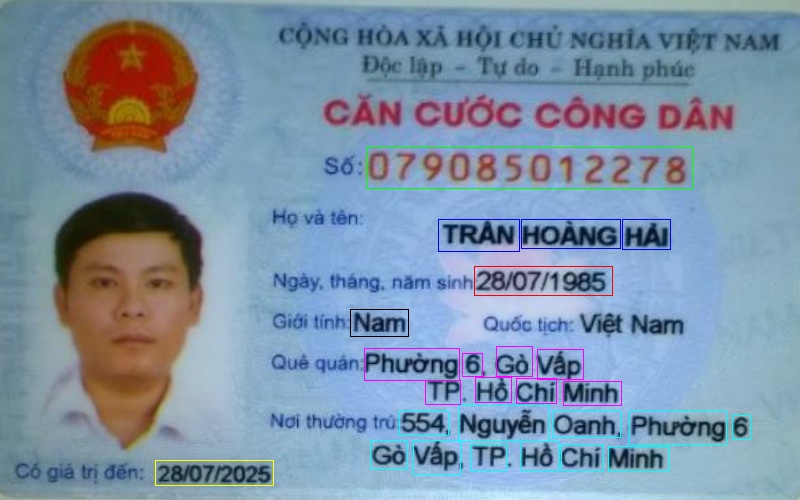 CỘNG HÒA XÃ HỘI CHỦ NGHĨA VIỆT NAM
Độc lập - Tự do - Hạnh phúc
CĂN CƯỚC CÔNG DÂN
Số: 079085012278
Họ và tên:
TRẦN HOÀNG HẢI
Ngày, tháng, năm sinh: 28/07/1985
Giới tính: Nam Quốc tịch: Việt Nam
Quê quán: Phường 6, Gò Vấp
TP. Hồ Chí Minh
Nơi thường trú: 554, Nguyễn Oanh, Phường 6
Gò Vấp, TP. Hồ Chí Minh
Có giá trị đến: 28/07/2025